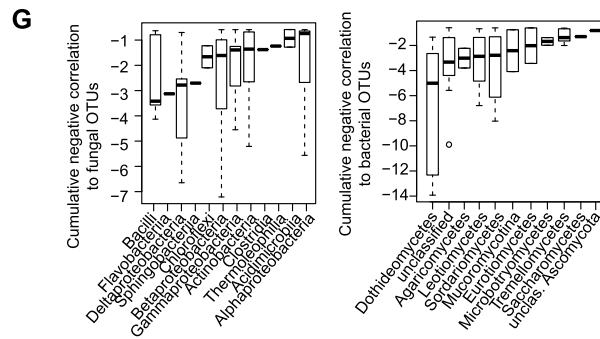 G
Cumulative negative correlation
to fungal OTUs
−1
−2
−3
−4
−5
−6
−7
Bacilli
Flavobacteriia
Deltaproteobacteria
Sphingobacteriia
Chloroflexi
Betaproteobacteria
Gammaproteobacteria
Actinobacteria
Clostridia
Thermoleophilia
Acidimicrobiia
Alphaproteobacteria
Cumulative negative correlation
to bacterial OTUs
−2
−4
−6
−8
−10
−12
−14
Dothideomycetes
unclassified
Agaricomycetes
Leotiomycetes
Sordariomycetes
Mucoromycotina
Eurotiomycetes
Microbotryomycetes
Tremellomycetes
Saccharomycetes
unclas. Ascomycota